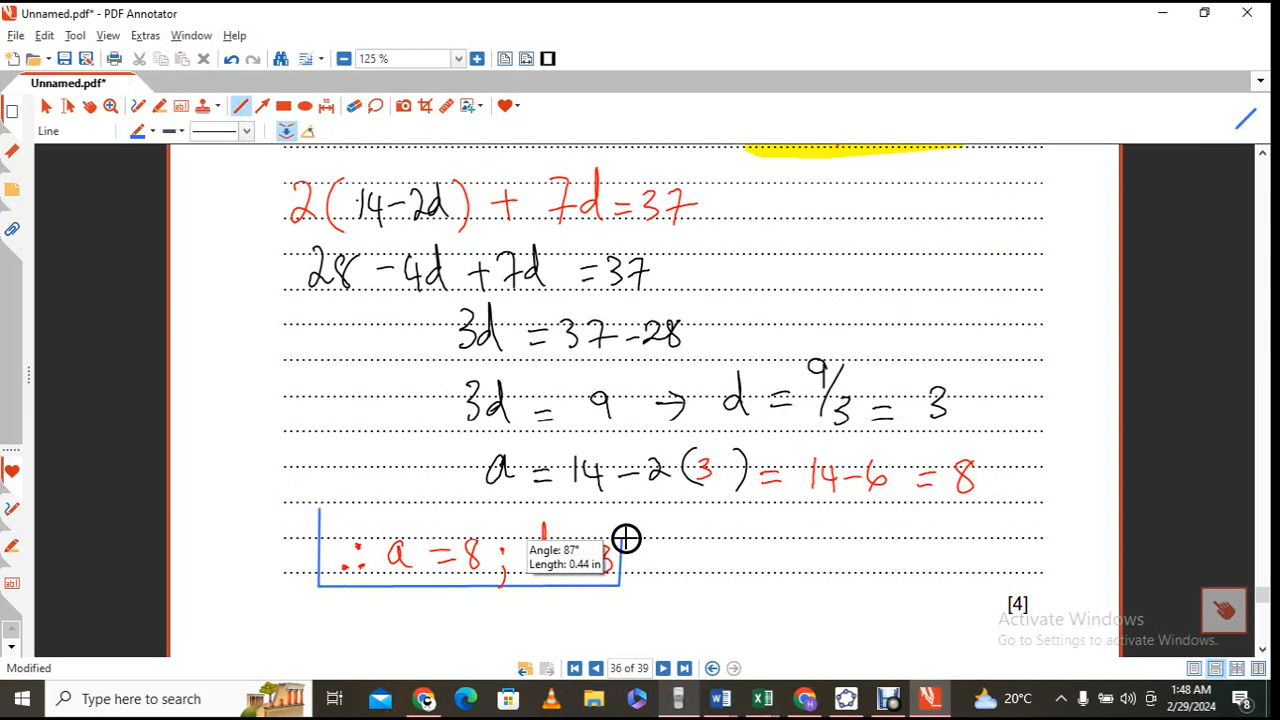 Unnamed.pdf* - PDF Annotator
File Edit Tool View Extras Window Help
125 %
Unnamed.pdf*
Line
2(14-2d) + 7d=37
28 -4d +7d =37
3d = 37-28
3d = 9 → d = 9/3 = 3
a = 14-2(3) = 14-6 = 8
∴ a = 8; 3
Angle: 87°
Length: 0.44 in
[4]
Activate Windows
Go to Settings to activate Windows.
Modified
36 of 39
Type here to search
20°C
1:48 AM
2/29/2024
8